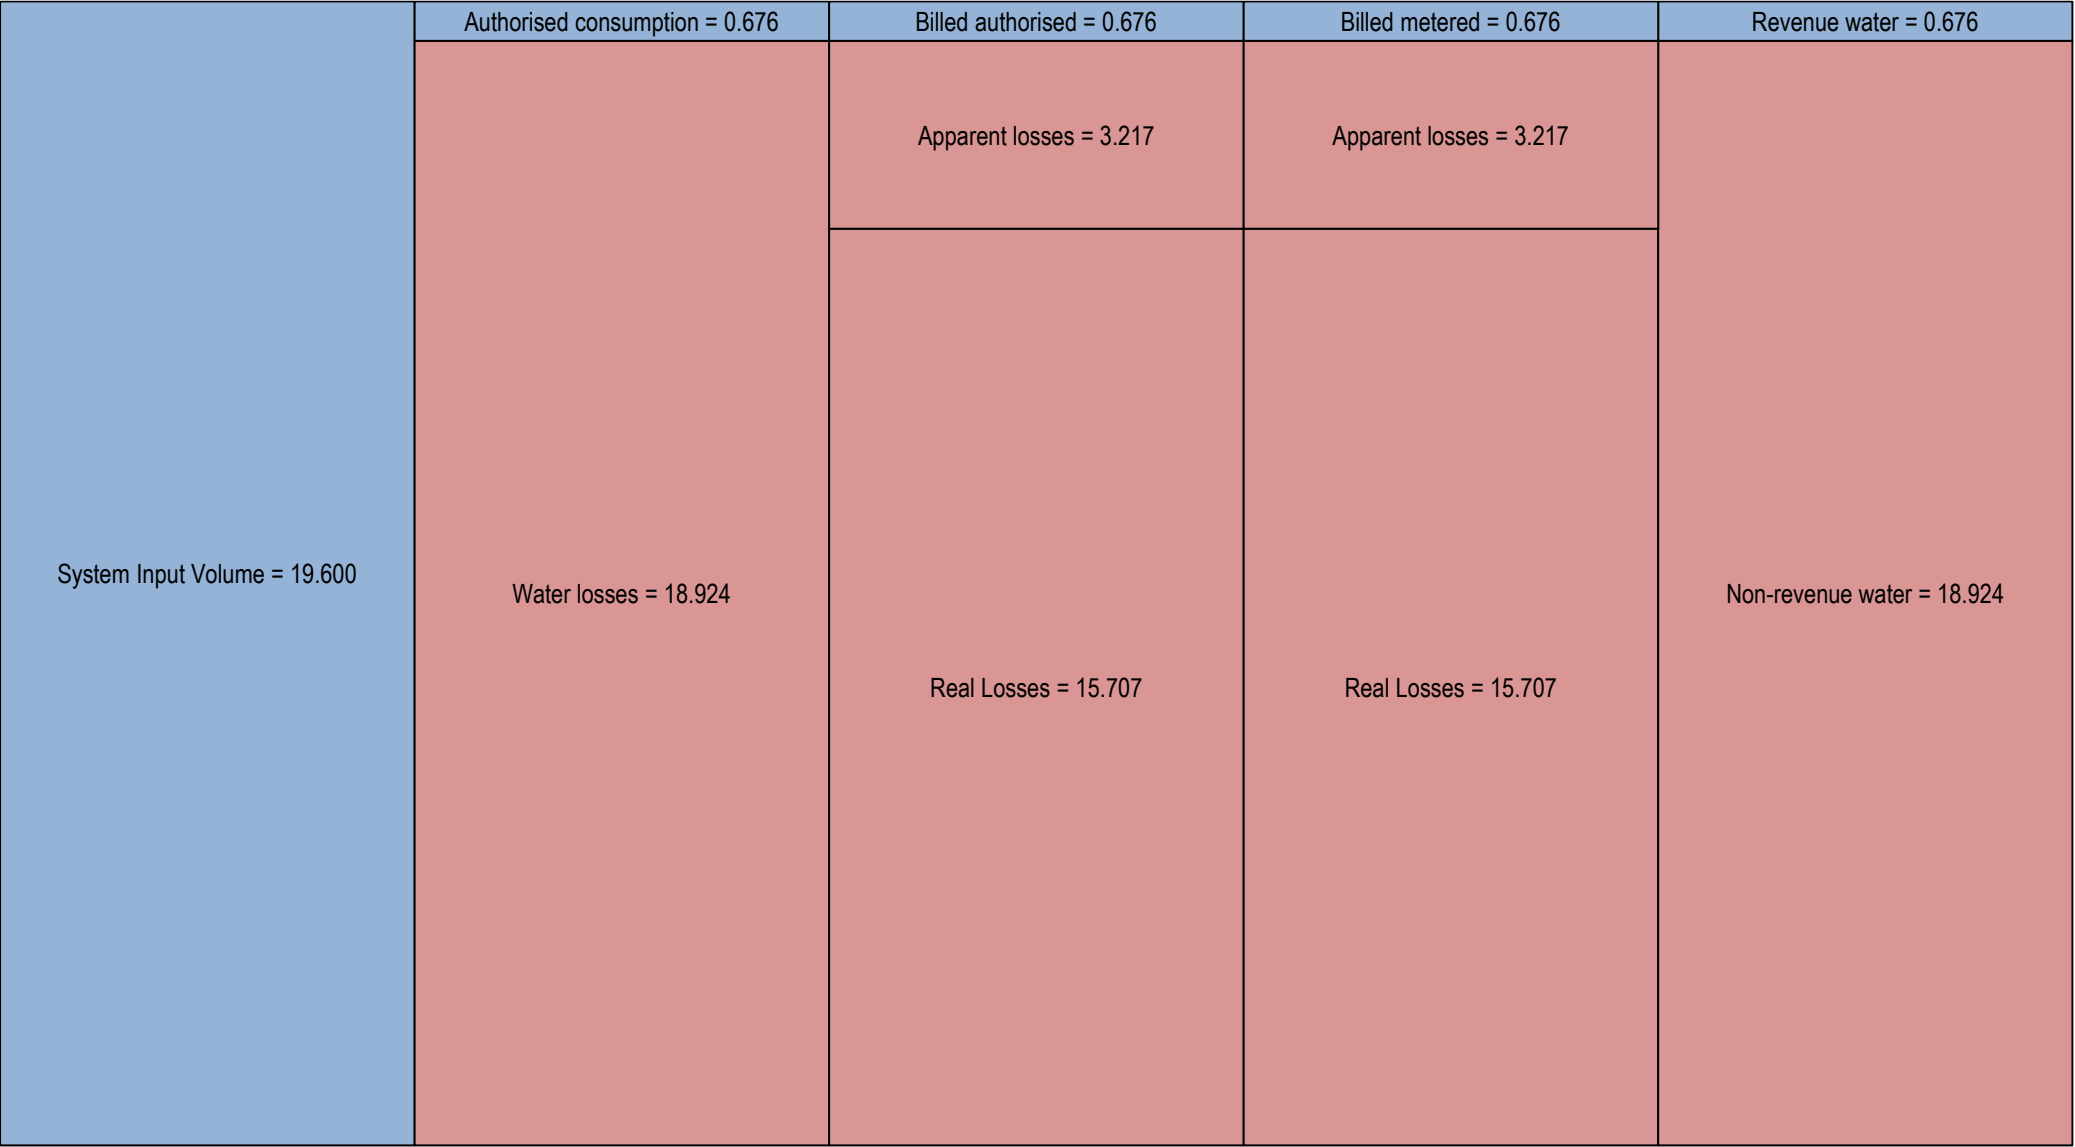 Authorised consumption = 0.676
Billed authorised = 0.676
Billed metered = 0.676
Revenue water = 0.676
Apparent losses = 3.217
Apparent losses = 3.217
System Input Volume = 19.600
Water losses = 18.924
Non-revenue water = 18.924
Real Losses = 15.707
Real Losses = 15.707